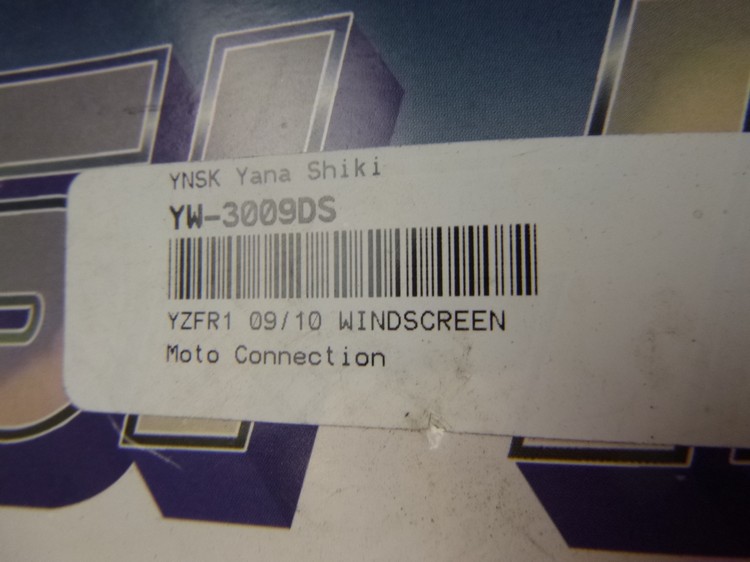 YNSK Yana Shiki
YW-3009DS
YZFR1 09/10 WINDSCREEN
Moto Connection